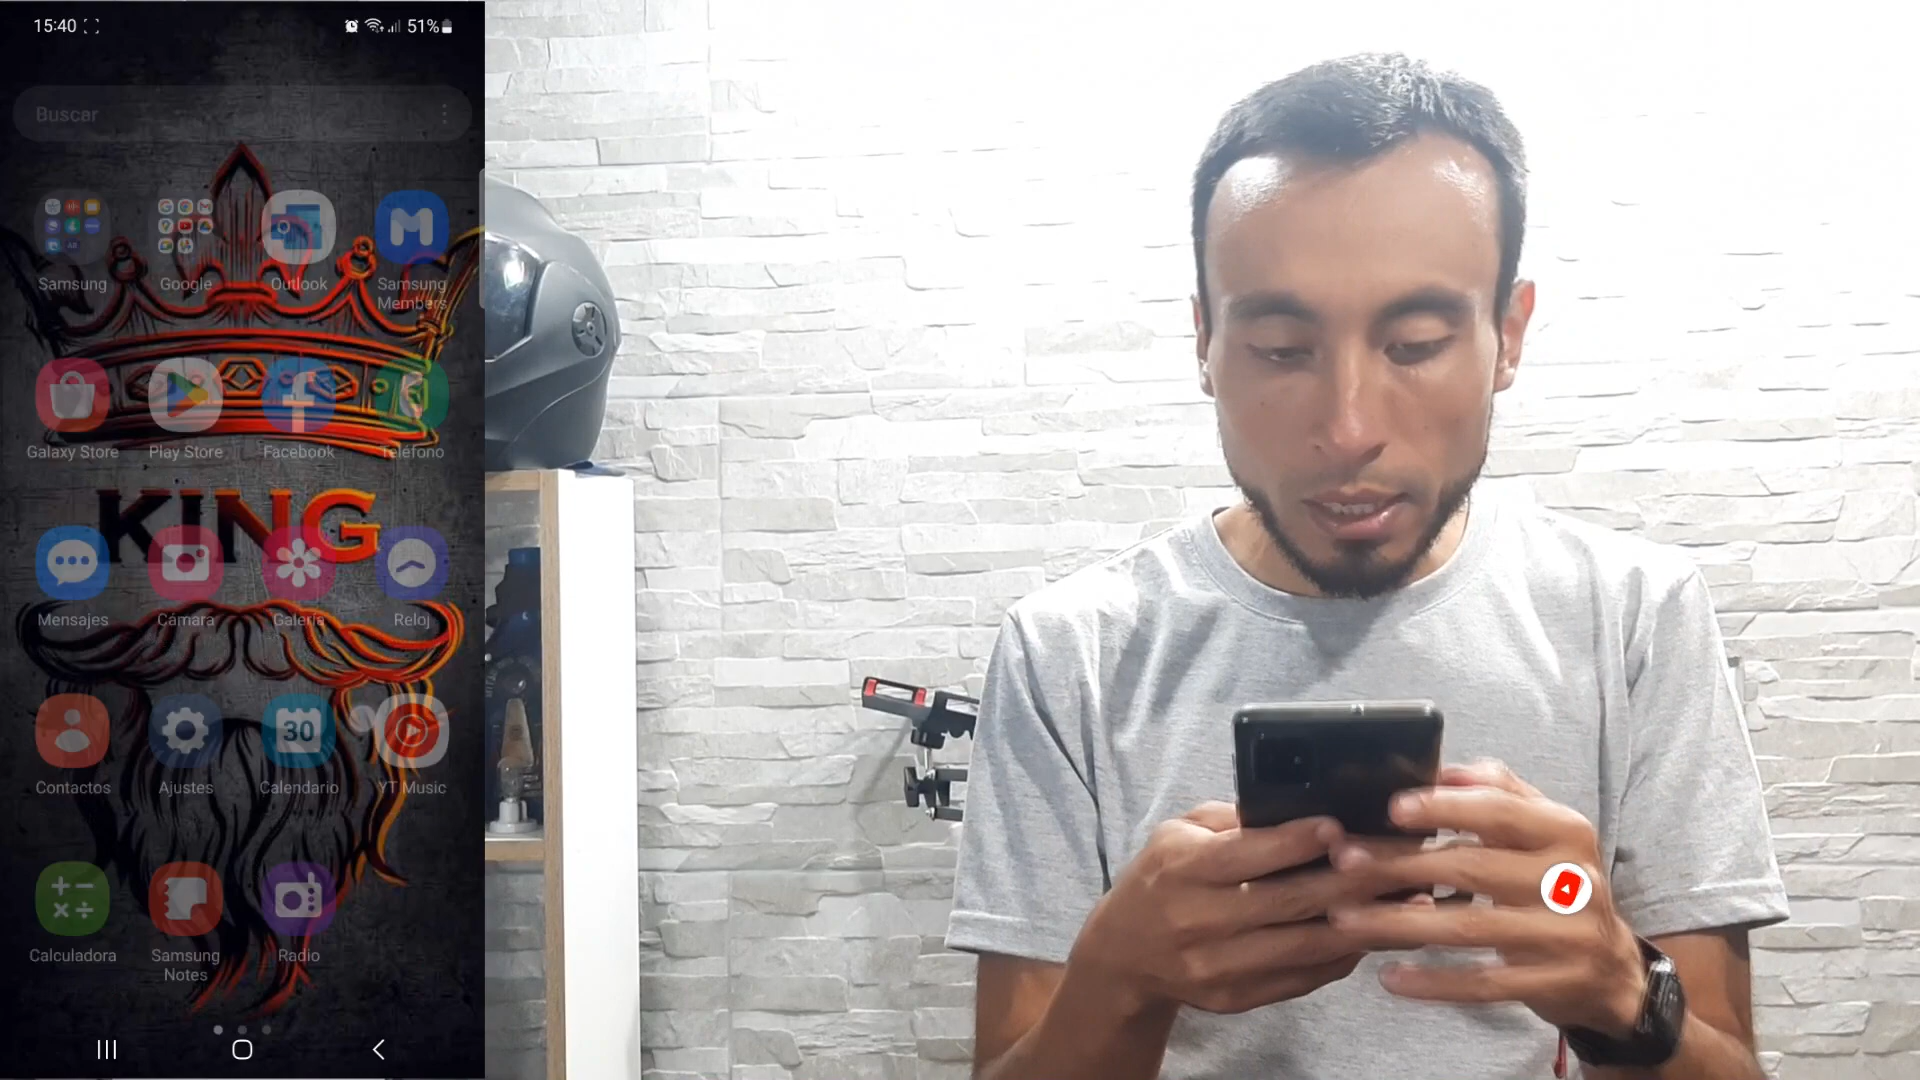 15:40
51%
Buscar
Samsung
Google
Outlook
Samsung
Members
Galaxy Store
Play Store
Facebook
Teléfono
KING
Mensajes
Cámara
Galería
Reloj
Contactos
Ajustes
30
Calendario
YT Music
Calculadora
Samsung
Notes
Radio